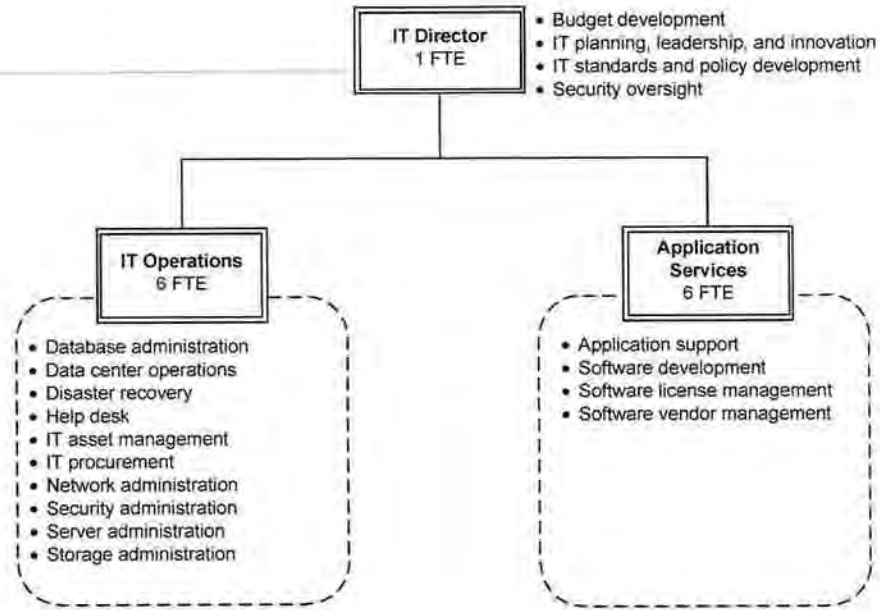 IT Director
1 FTE
• Budget development
• IT planning, leadership, and innovation
• IT standards and policy development
• Security oversight
IT Operations
6 FTE
• Database administration
• Data center operations
• Disaster recovery
• Help desk
• IT asset management
• IT procurement
• Network administration
• Security administration
• Server administration
• Storage administration
Application
Services
6 FTE
• Application support
• Software development
• Software license management
• Software vendor management